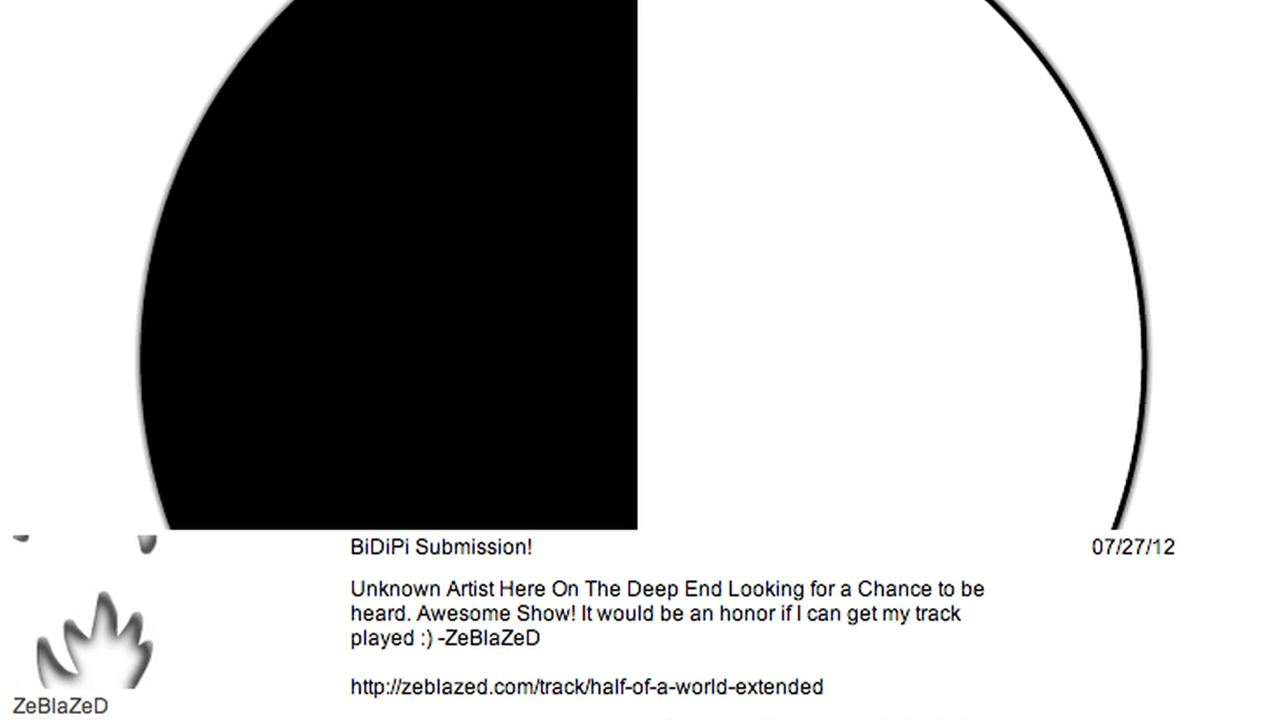 BiDiPi Submission!
07/27/12
Unknown Artist Here On The Deep End Looking for a Chance to be
heard. Awesome Show! It would be an honor if I can get my track
played :) -ZeBlaZeD
http://zeblazed.com/track/half-of-a-world-extended
ZeBlaZeD